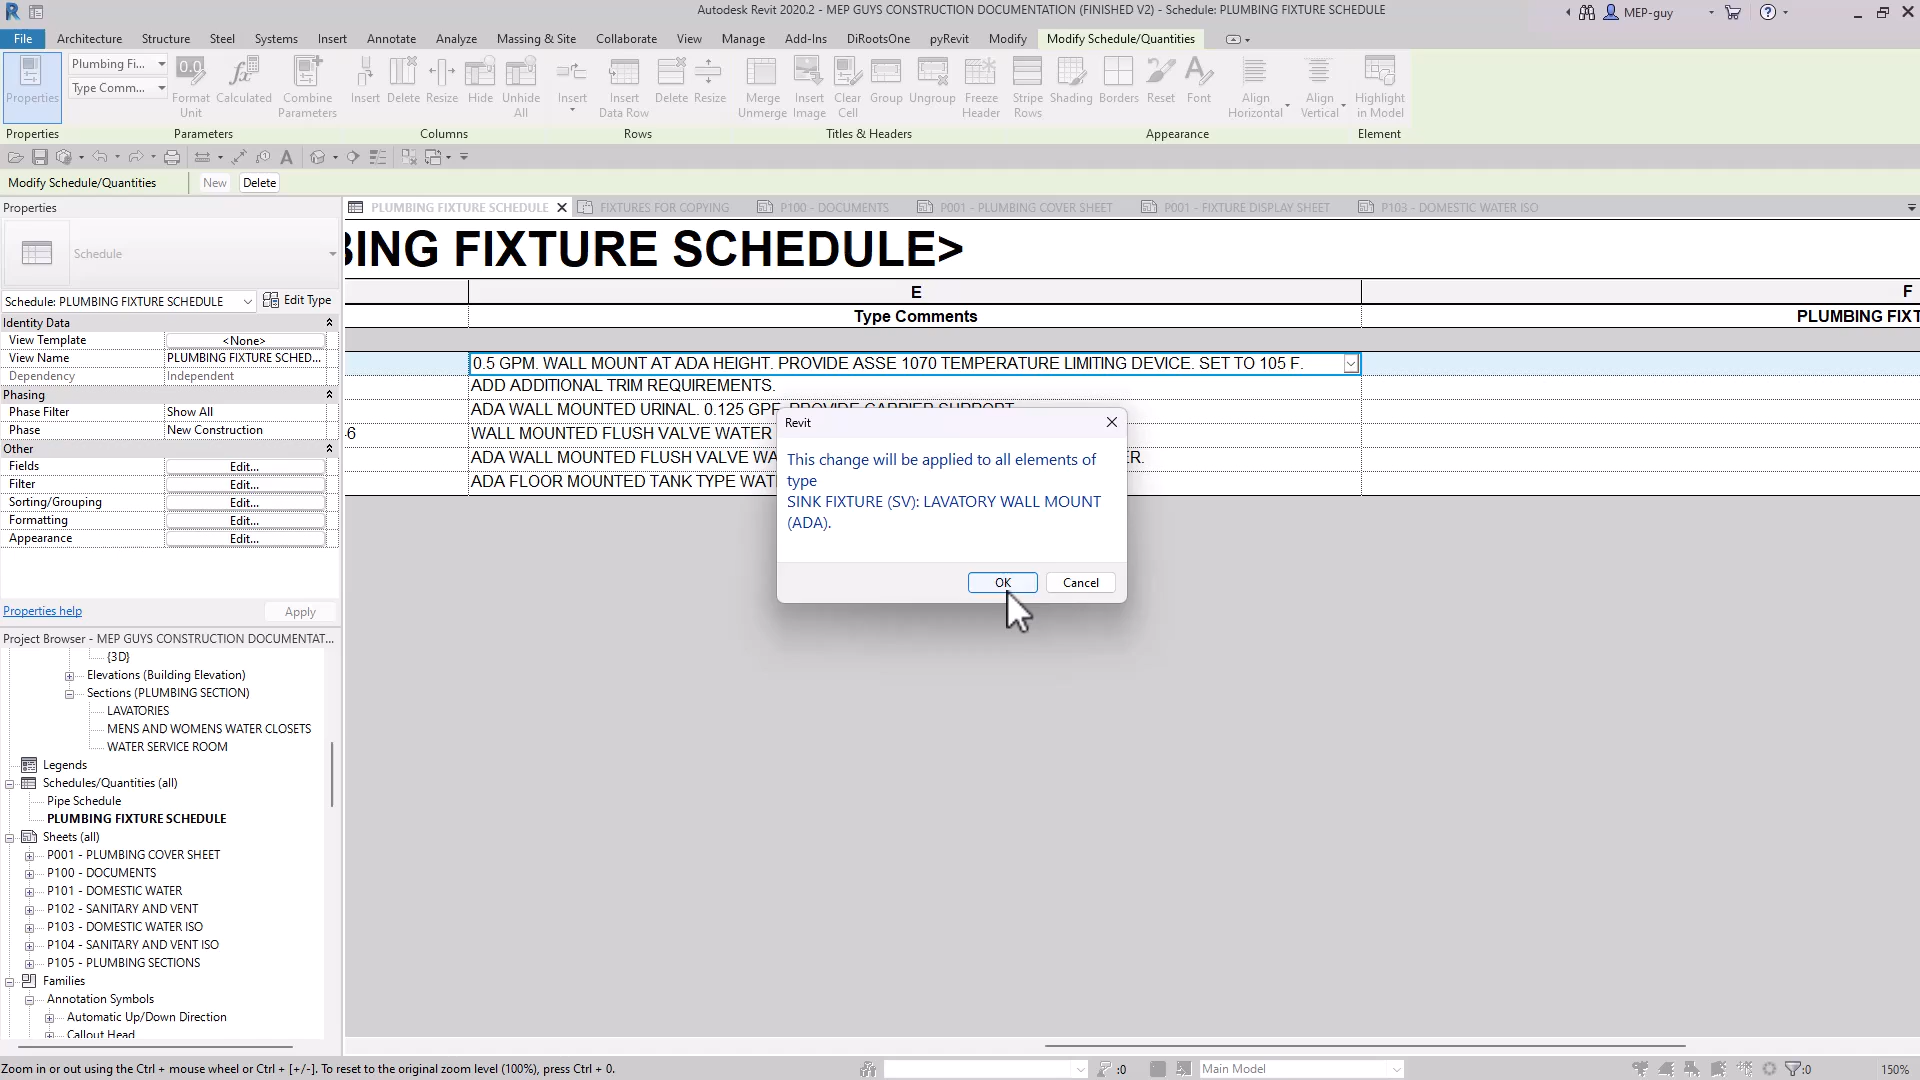 Autodesk Revit 2020.2 - MEP GUYS CONSTRUCTION DOCUMENTATION (FINISHED V2) - Schedule: PLUMBING FIXTURE SCHEDULE
MEP-guy
File Architecture Structure Steel Systems Insert Annotate Analyze Massing & Site Collaborate View Manage Add-Ins DiRootsOne pyRevit Modify Modify Schedule/Quantities
Plumbing Fi...
Type Comm...
Properties
Format Unit
Calculated
Combine Parameters
Insert Delete Resize Hide Unhide All
Insert
Insert Data Row
Delete Resize
Merge Unmerge
Insert Image
Clear Cell
Group Ungroup
Freeze Header
Stripe Rows
Shading Borders Reset Font
Align Horizontal
Align Vertical
Highlight in Model
Properties Parameters Columns Rows Titles & Headers Appearance Element
Modify Schedule/Quantities New Delete
Properties
Schedule
Schedule: PLUMBING FIXTURE SCHEDULE Edit Type
Identity Data
View Template <None>
View Name PLUMBING FIXTURE SCHED...
Dependency Independent
Phasing
Phase Filter Show All
Phase New Construction
Other
Fields Edit...
Filter Edit...
Sorting/Grouping Edit...
Formatting Edit...
Appearance Edit...
Properties help Apply
Project Browser - MEP GUYS CONSTRUCTION DOCUMENTAT...
{3D}
Elevations (Building Elevation)
Sections (PLUMBING SECTION)
LAVATORIES
MENS AND WOMENS WATER CLOSETS
WATER SERVICE ROOM
Legends
Schedules/Quantities (all)
Pipe Schedule
PLUMBING FIXTURE SCHEDULE
Sheets (all)
P001 - PLUMBING COVER SHEET
P100 - DOCUMENTS
P101 - DOMESTIC WATER
P102 - SANITARY AND VENT
P103 - DOMESTIC WATER ISO
P104 - SANITARY AND VENT ISO
P105 - PLUMBING SECTIONS
Families
Annotation Symbols
Automatic Up/Down Direction
Callout Head
PLUMBING FIXTURE SCHEDULE FIXTURES FOR COPYING P100 - DOCUMENTS P001 - PLUMBING COVER SHEET P001 - FIXTURE DISPLAY SHEET P103 - DOMESTIC WATER ISO
BING FIXTURE SCHEDULE>
E F
Type Comments PLUMBING FIXT
0.5 GPM. WALL MOUNT AT ADA HEIGHT. PROVIDE ASSE 1070 TEMPERATURE LIMITING DEVICE. SET TO 105 F.
ADD ADDITIONAL TRIM REQUIREMENTS.
ADA WALL MOUNTED URINAL. 0.125 GPF. PROVIDE CARRIER SUPPORT.
-6 WALL MOUNTED FLUSH VALVE WATER
ADA WALL MOUNTED FLUSH VALVE WA R.
ADA FLOOR MOUNTED TANK TYPE WAT
Revit
This change will be applied to all elements of
type
SINK FIXTURE (SV): LAVATORY WALL MOUNT
(ADA).
OK Cancel
Zoom in or out using the Ctrl + mouse wheel or Ctrl + [+/-]. To reset to the original zoom level (100%), press Ctrl + 0.
:0 Main Model :0 150%